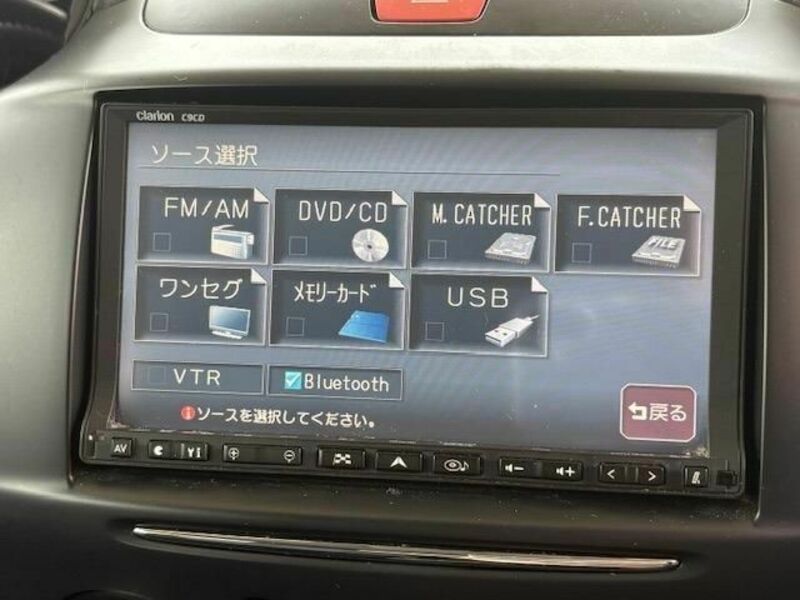 Clarion C9CD
ソース選択
FM/AM
DVD/CD
M. CATCHER
F.CATCHER
FILE
ワンセグ
メモリーカード
USB
VTR
Bluetooth
ソースを選択してください。
戻る
AV